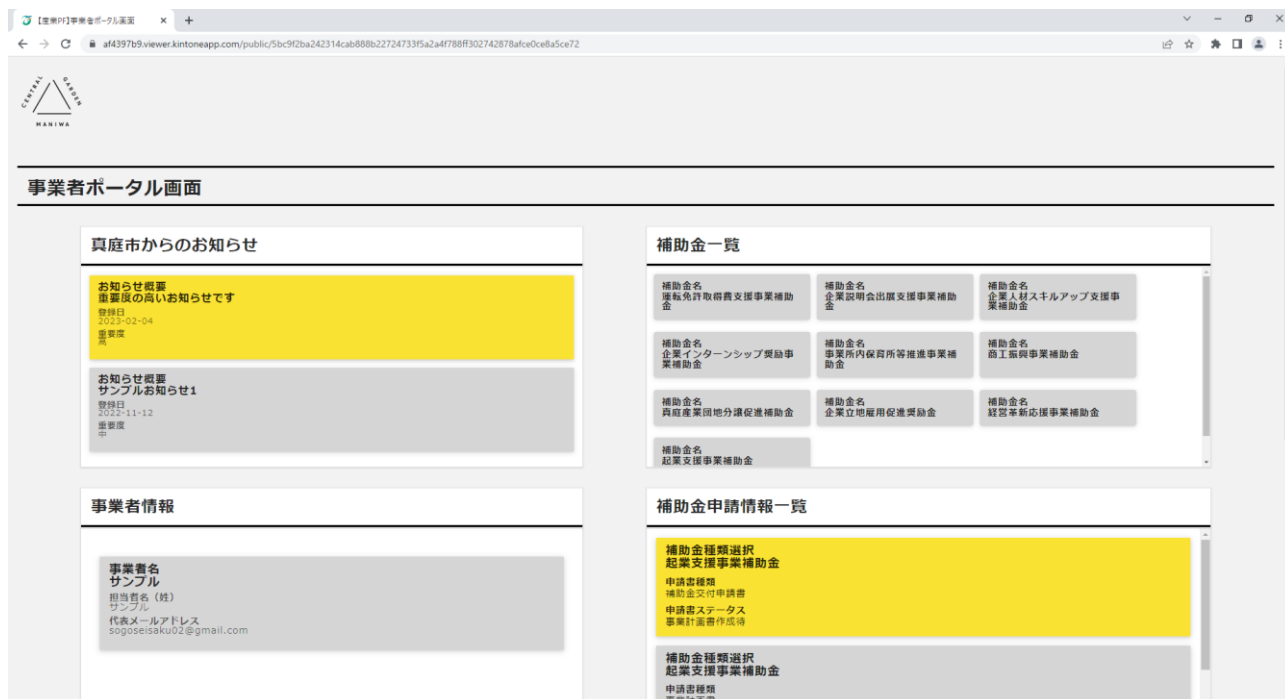 【産業PF】事業者ポータル画面
af4397b9.viewer.kintoneapp.com/public/5bc9f2ba242314cab888b22724733f5a2a4f788ff302742878afce0ce8a5ce72
CENTRAL GARDEN
MANIWA
事業者ポータル画面
真庭市からのお知らせ
お知らせ概要
重要度の高いお知らせです
登録日
2023-02-04
重要度
高
お知らせ概要
サンプルお知らせ1
登録日
2022-11-12
重要度
中
補助金一覧
補助金名
運転免許取得費支援事業補助
金
補助金名
企業説明会出展支援事業補助
金
補助金名
企業人材スキルアップ支援事
業補助金
補助金名
企業インターンシップ奨励事
業補助金
補助金名
事業所内保育所等推進事業補
助金
補助金名
商工振興事業補助金
補助金名
真庭産業団地分譲促進補助金
補助金名
企業立地雇用促進奨励金
補助金名
経営革新応援事業補助金
補助金名
起業支援事業補助金
事業者情報
事業者名
サンプル
担当者名（姓）
サンプル
代表メールアドレス
sogoseisaku02@gmail.com
補助金申請情報一覧
補助金種類選択
起業支援事業補助金
申請書種類
補助金交付申請書
申請書ステータス
事業計画書作成待
補助金種類選択
起業支援事業補助金
申請書種類